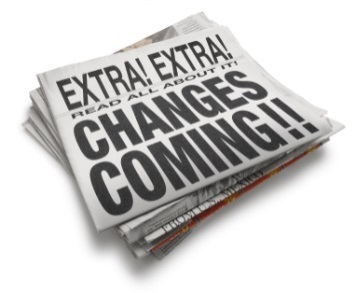 EXTRA! EXTRA!
READ ALL ABOUT IT!
CHANGES
COMING!!